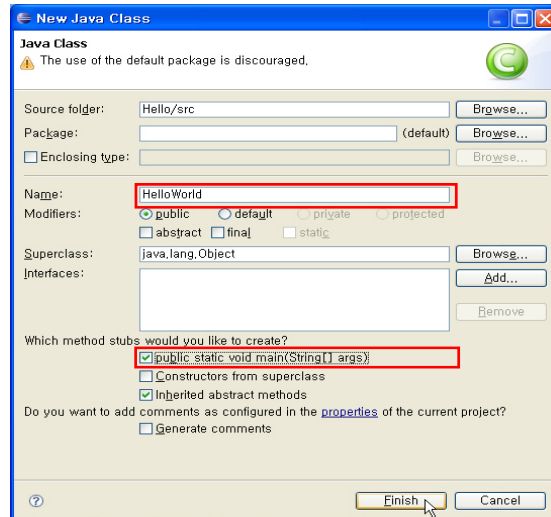 New Java Class
Java Class
The use of the default package is discouraged.
Source folder: Hello/src Browse...
Package: (default) Browse...
Enclosing type: Browse...
Name: HelloWorld
Modifiers: public default private protected
abstract final static
Superclass: java.lang.Object Browse...
Interfaces: Add...
Remove
Which method stubs would you like to create?
public static void main(String[] args)
Constructors from superclass
Inherited abstract methods
Do you want to add comments as configured in the properties of the current project?
Generate comments
? Finish Cancel